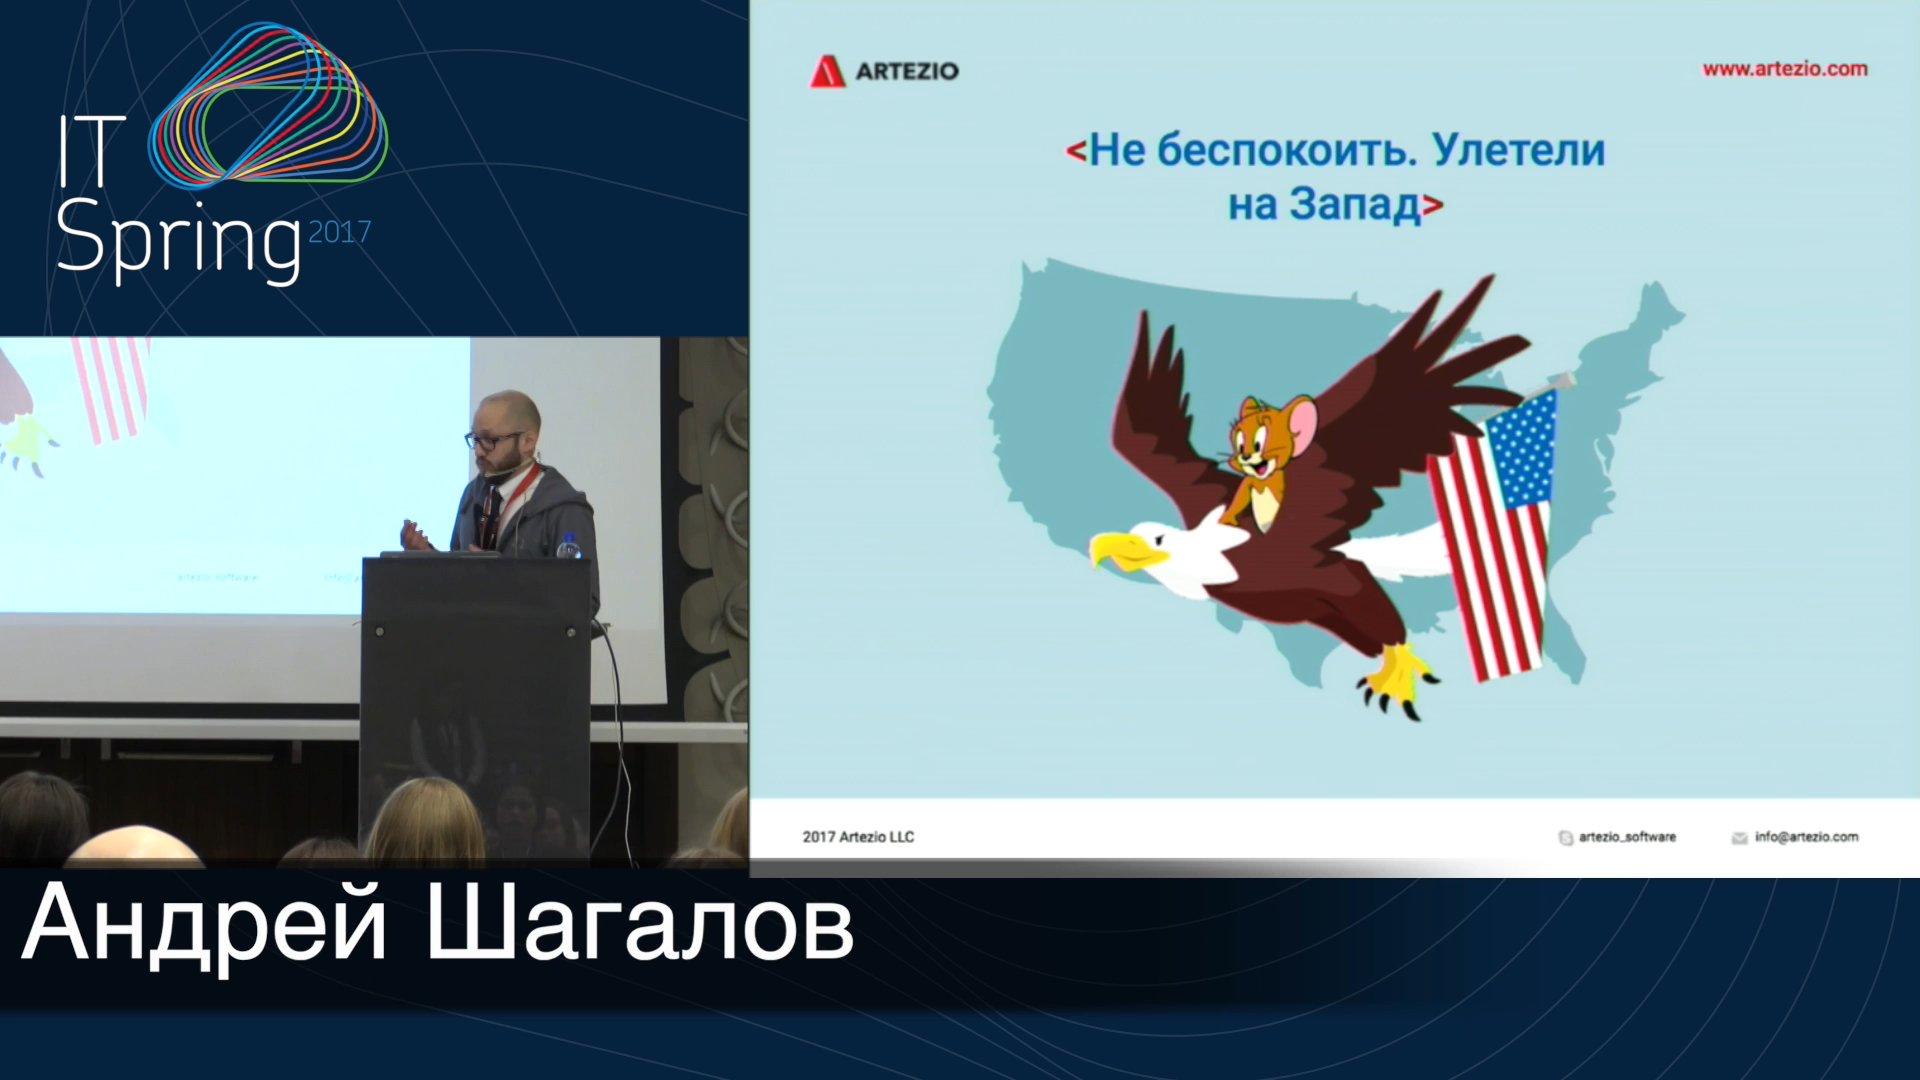 IT
Spring 2017
ARTEZIO
www.artezio.com
<Не беспокоить. Улетели
на Запад>
artezio_software
2017 Artezio LLC
artezio_software
info@artezio.com
Андрей Шагалов